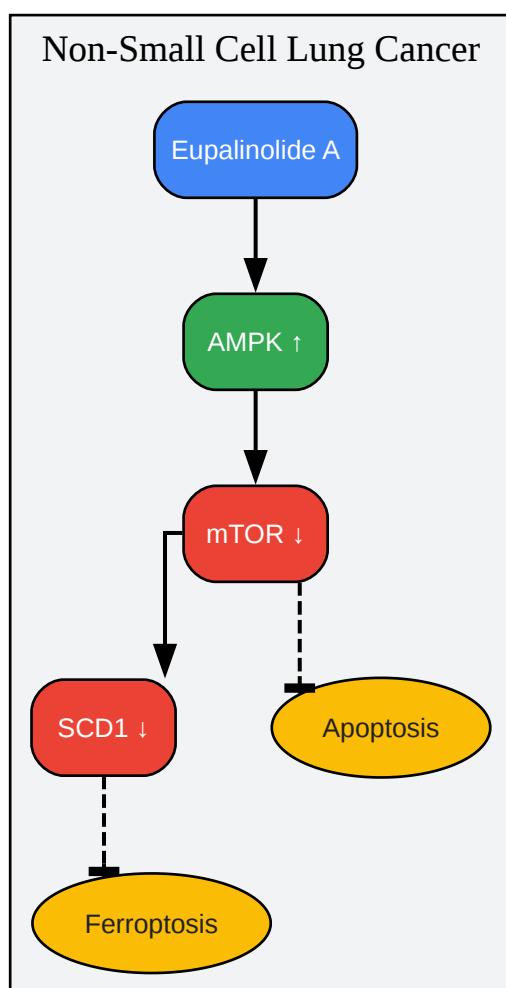 Non-Small Cell Lung Cancer
Eupalinolide A
AMPK ↑
mTOR ↓
SCD1 ↓
Apoptosis
Ferroptosis